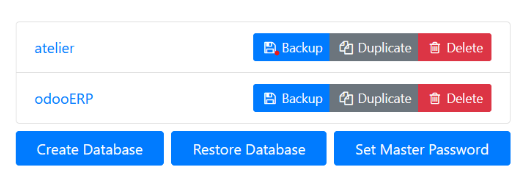 atelier Backup Duplicate Delete
odooERP Backup Duplicate Delete
Create Database Restore Database Set Master Password